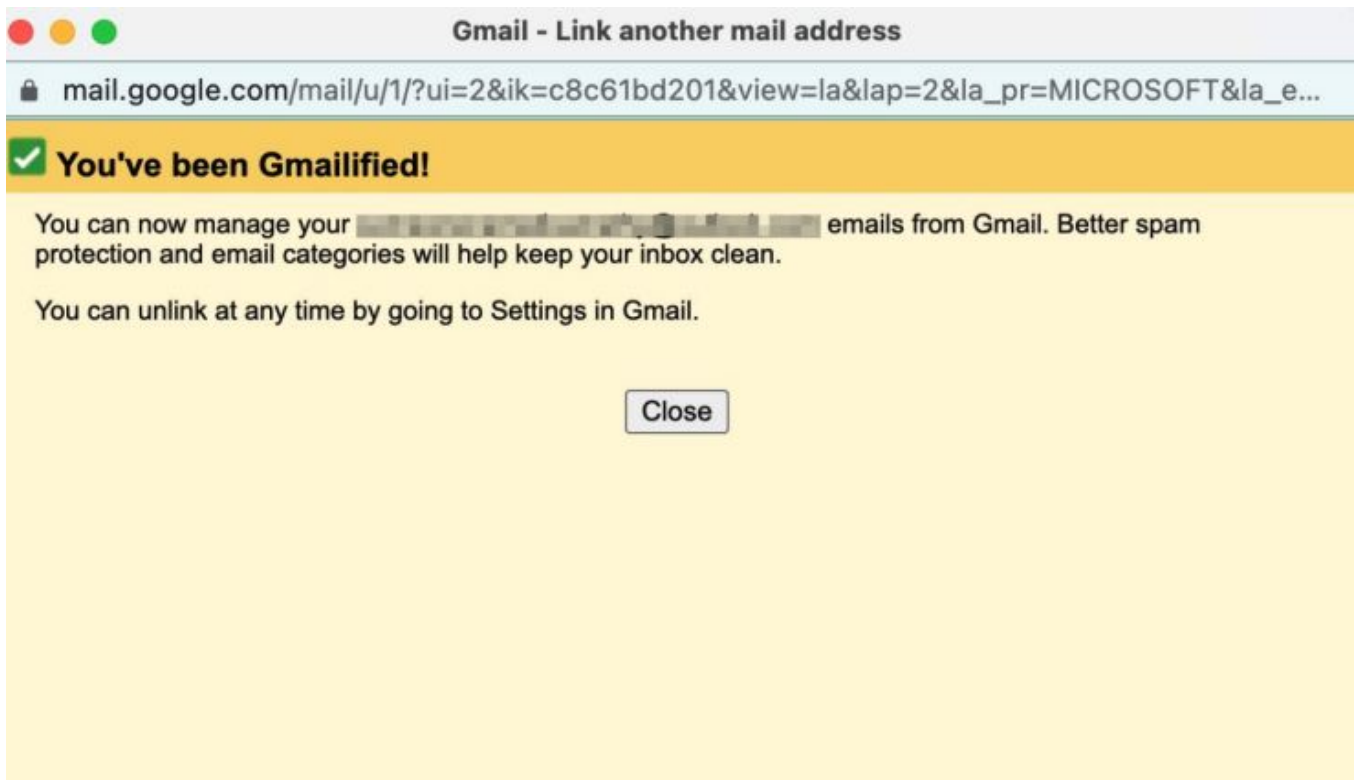 Gmail - Link another mail address
mail.google.com/mail/u/1/?ui=2&ik=c8c61bd201&view=la&lap=2&la_pr=MICROSOFT&la_e...
You've been Gmailified!
You can now manage your emails from Gmail. Better spam
protection and email categories will help keep your inbox clean.
You can unlink at any time by going to Settings in Gmail.
Close